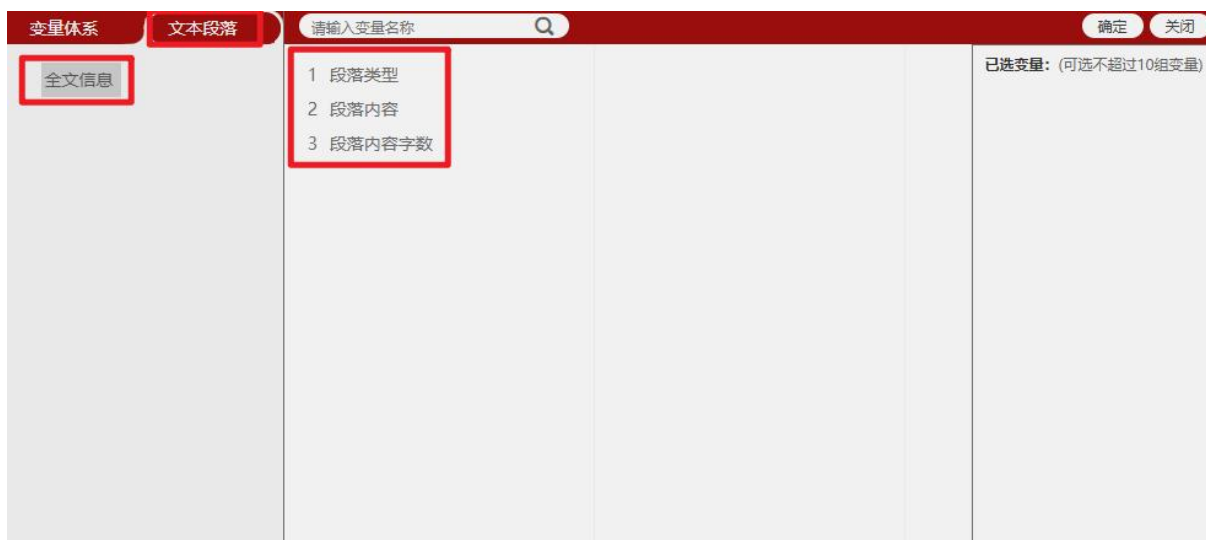 变量体系 文本段落 请输入变量名称 确定 关闭
全文信息
1 段落类型
2 段落内容
3 段落内容字数
已选变量：(可选不超过10组变量)